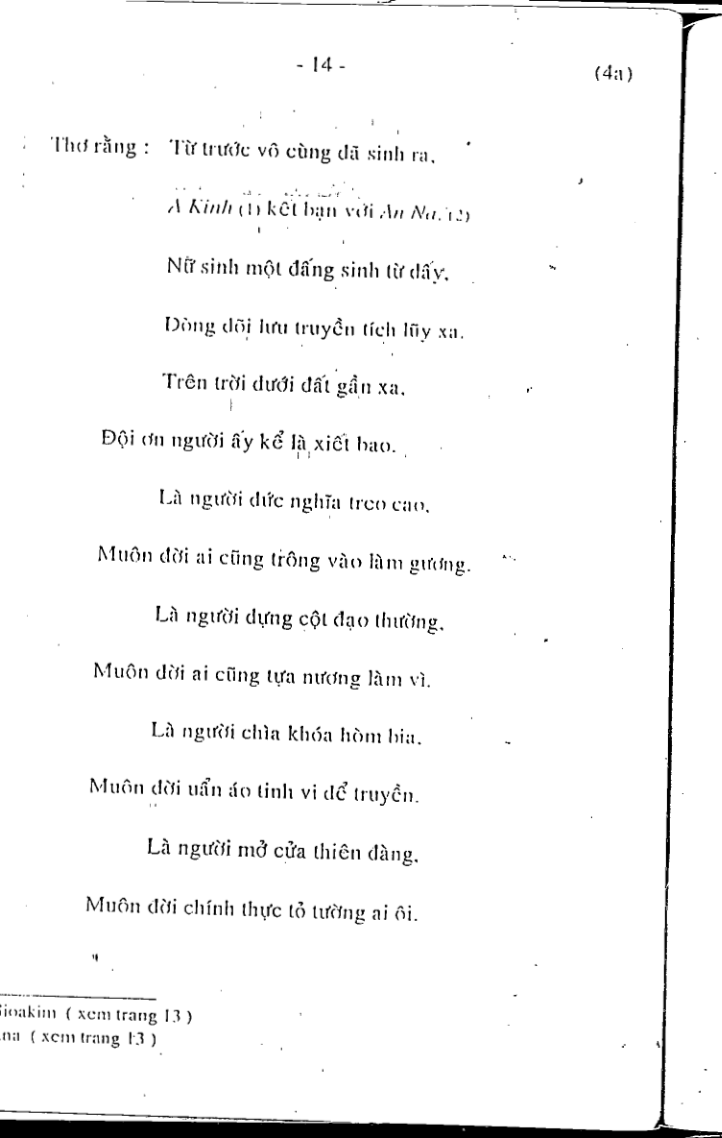 - 14 -
(4a)
Thơ rằng : Từ trước vô cùng đã sinh ra,
A Kinh (1) kết bạn với An Na. (2)
Nữ sinh một đấng sinh từ đấy,
Dòng dõi lưu truyền tích lũy xa.
Trên trời dưới đất gần xa,
Đội ơn người ấy kể là xiết bao.
Là người đức nghĩa treo cao,
Muôn đời ai cũng trông vào làm gương.
Là người dựng cột đạo thường,
Muôn đời ai cũng tựa nương làm vì.
Là người chìa khóa hòm bia,
Muôn đời uẩn áo tinh vi để truyền.
Là người mở cửa thiên đàng,
Muôn đời chính thực tỏ tường ai ôi.
ioakim ( xem trang 13 )
na ( xem trang 13 )